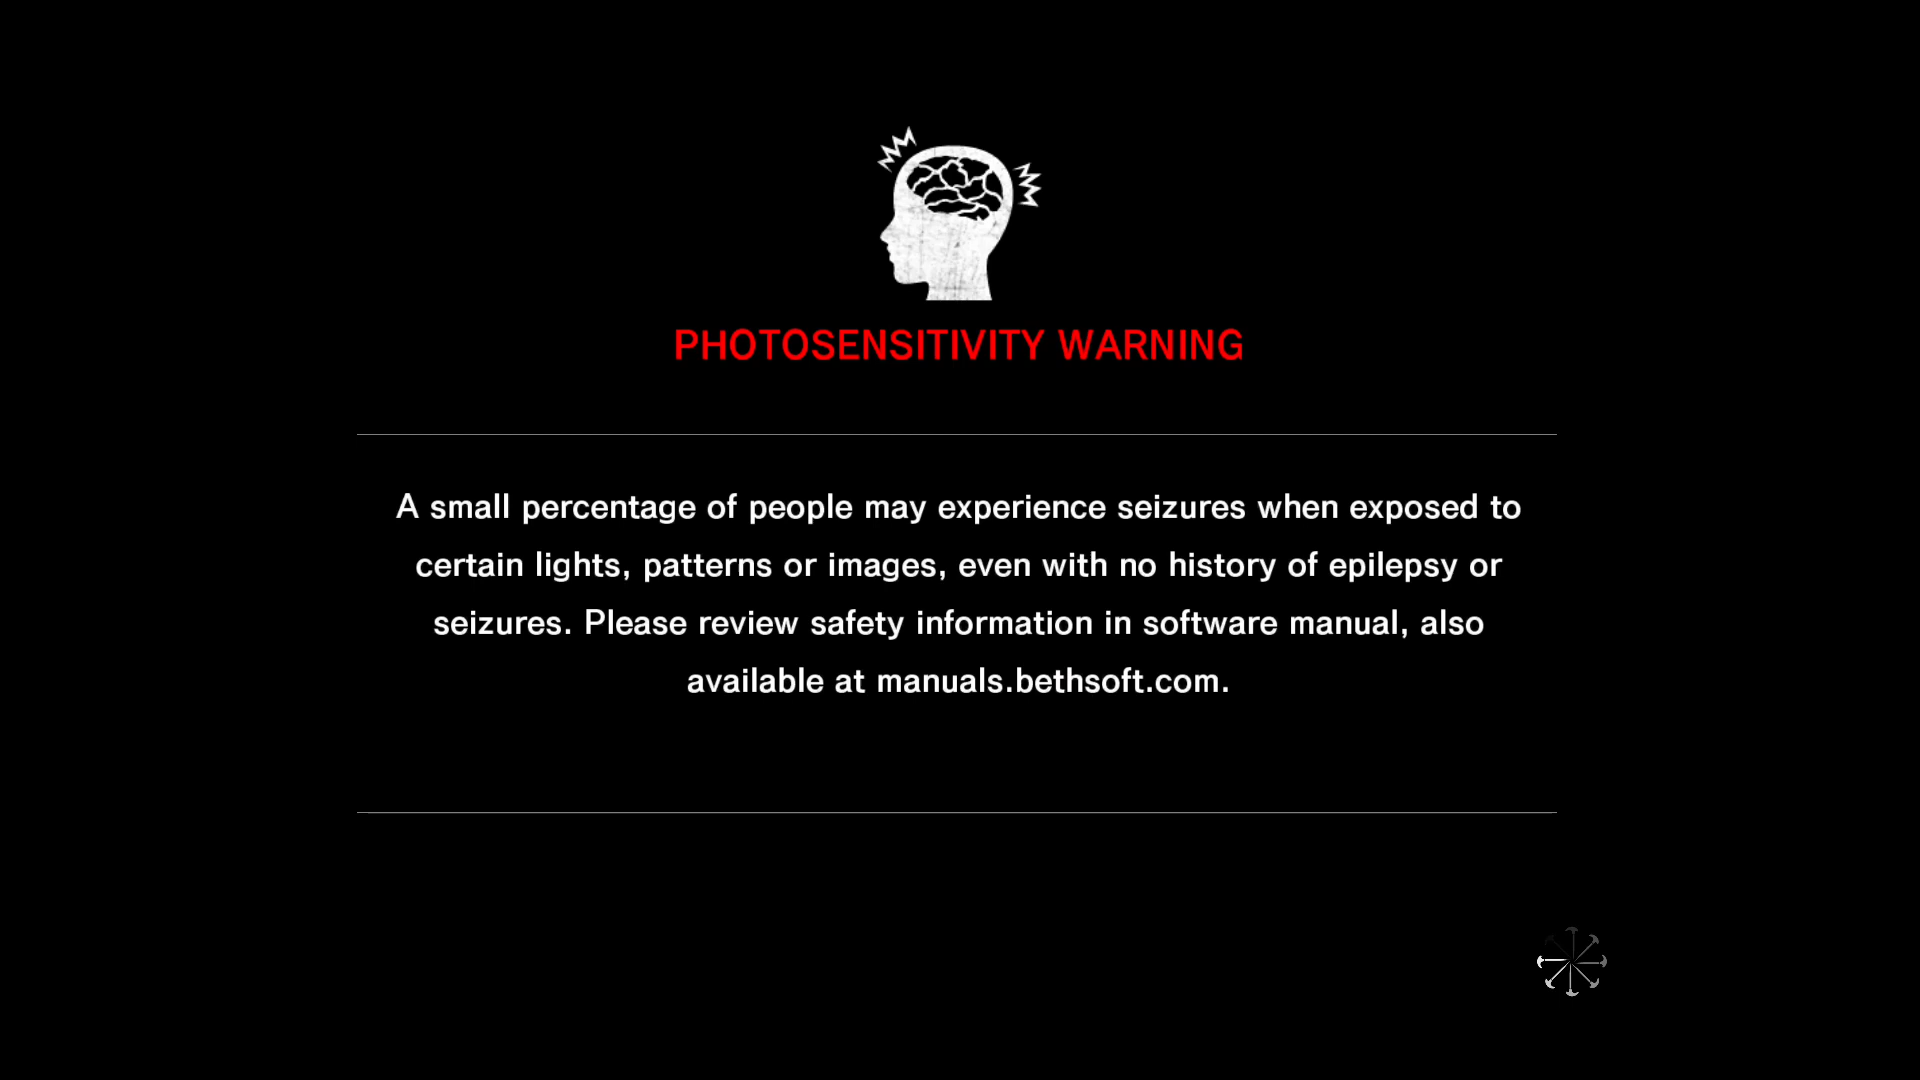 PHOTOSENSITIVITY WARNING
A small percentage of people may experience seizures when exposed to
certain lights, patterns or images, even with no history of epilepsy or
seizures. Please review safety information in software manual, also
available at manuals.bethsoft.com.